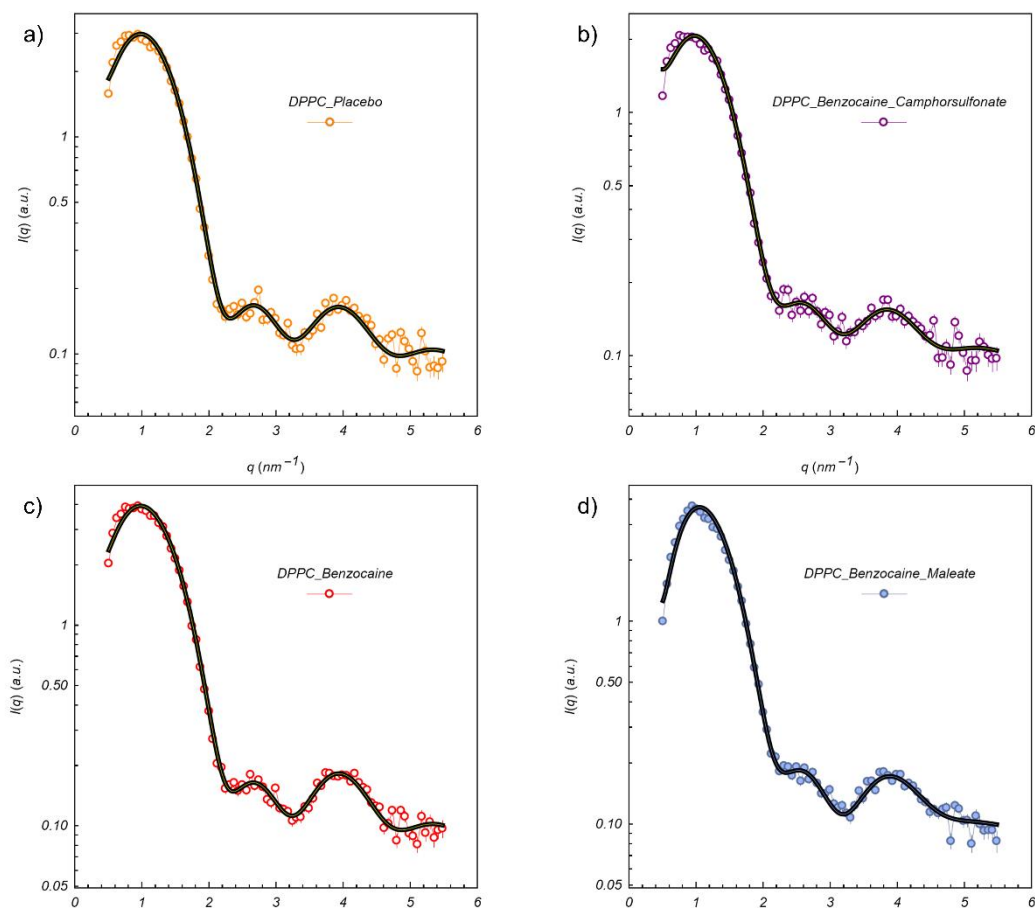 a)
DPPC_Placebo
1
0.5
0.1
I(q) (a.u.)
0 1 2 3 4 5 6
q (nm⁻¹)
b)
DPPC_Benzocaine_Camphorsulfonate
1
0.5
0.1
I(q) (a.u.)
0 1 2 3 4 5 6
q (nm⁻¹)
c)
DPPC_Benzocaine
1
0.50
0.10
0.05
I(q) (a.u.)
0 1 2 3 4 5 6
d)
DPPC_Benzocaine_Maleate
1
0.50
0.10
0.05
I(q) (a.u.)
0 1 2 3 4 5 6